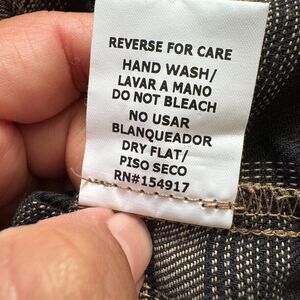 REVERSE FOR CARE
HAND WASH/
LAVAR A MANO
DO NOT BLEACH
NO USAR
BLANQUEADOR
DRY FLAT/
PISO SECO
RN#154917